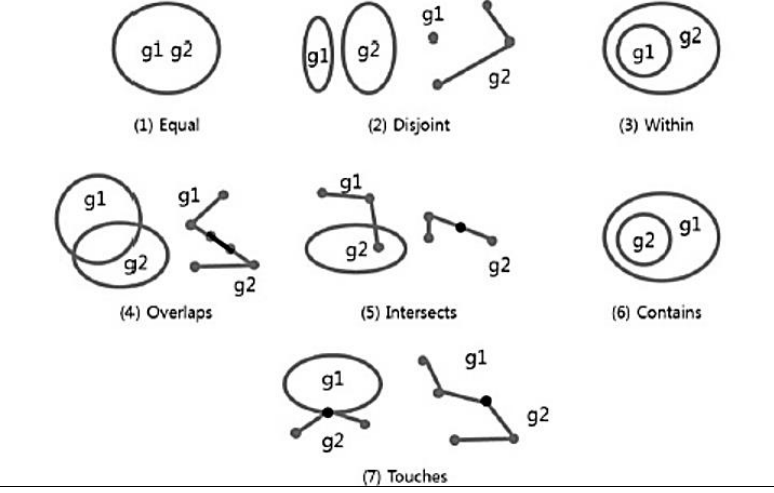 g1 g2
g1
g2
g1
g2
g1
g2
(1) Equal
(2) Disjoint
(3) Within
g1
g2
g1
g2
g1
g2
g2
g1
g2
(4) Overlaps
(5) Intersects
(6) Contains
g1
g2
g1
g2
(7) Touches